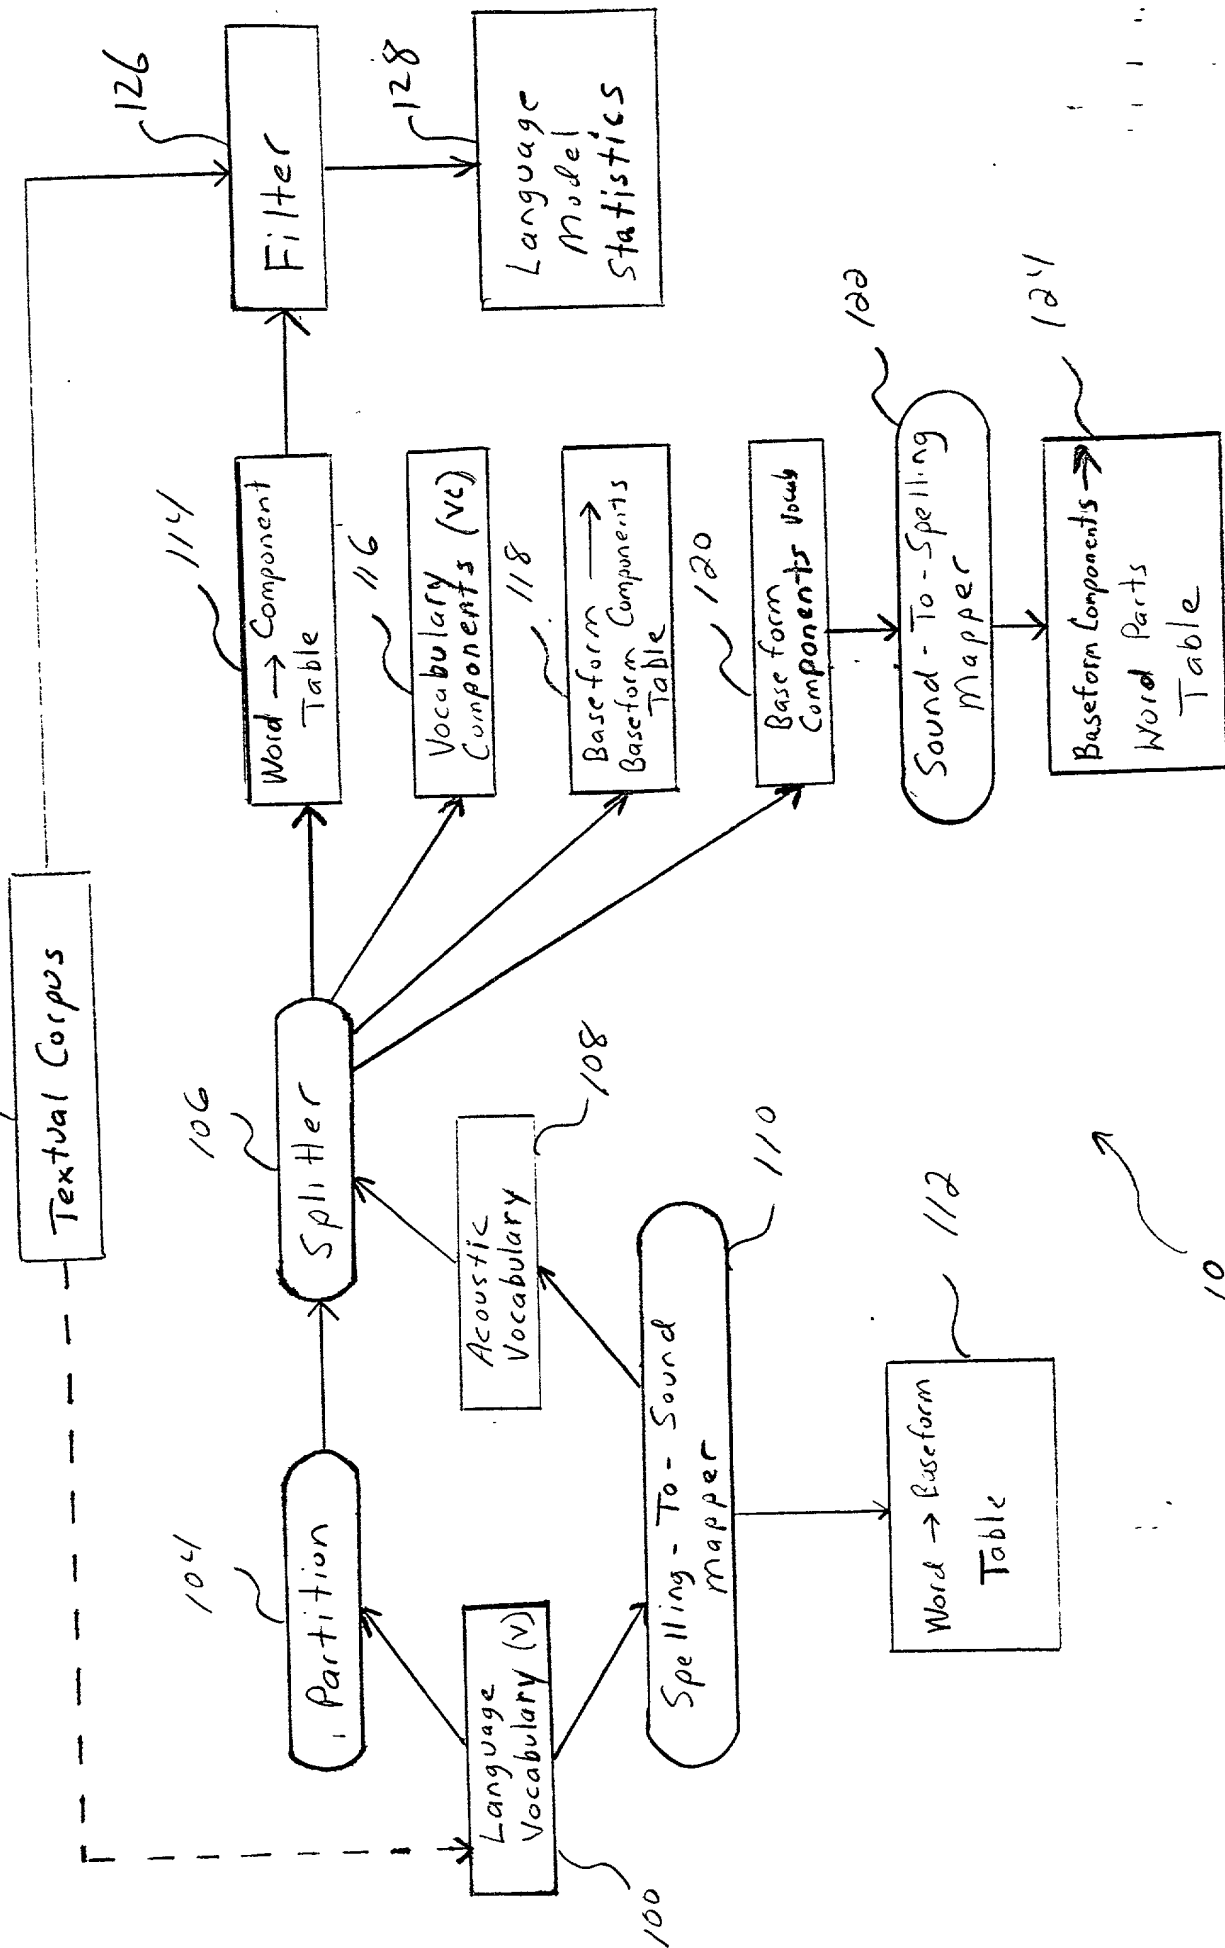 Textual Corpus
126
Filter
128
Language
Model
Statistics
114
Word → Component
Table
116
Vocabulary
Components (VC)
118
Baseform →
Baseform Components
Table
120
Baseform
Components Vocab
122
Sound-To-Spelling
Mapper
124
Baseform Components →
Word Parts
Table
106
Splitter
108
Acoustic
Vocabulary
104
Partition
100
Language
Vocabulary (V)
110
Spelling-To-Sound
Mapper
112
Word → Baseform
Table
10